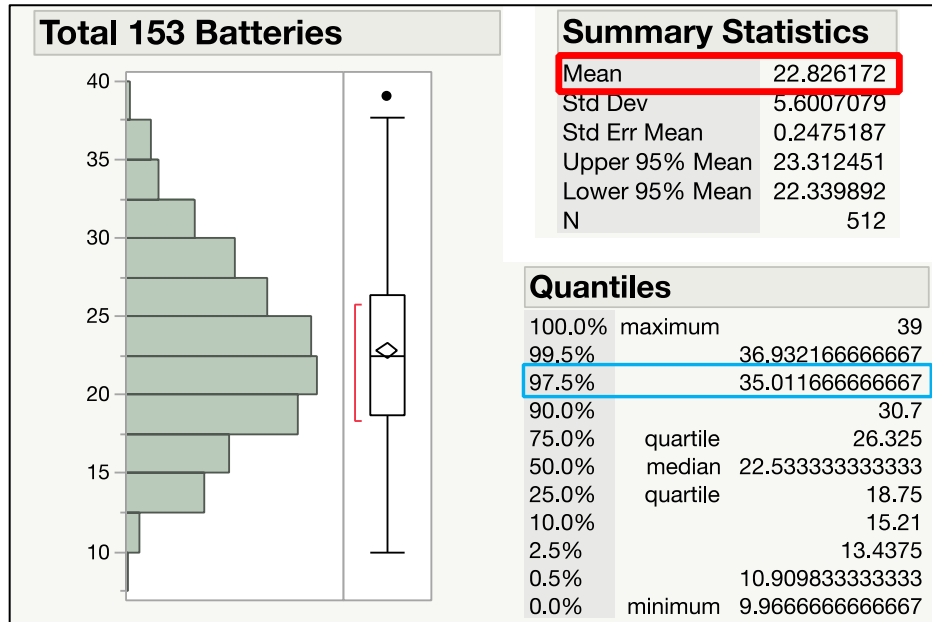 Total 153 Batteries
40
35
30
25
20
15
10
Summary Statistics
Mean 22.826172
Std Dev 5.6007079
Std Err Mean 0.2475187
Upper 95% Mean 23.312451
Lower 95% Mean 22.339892
N 512
Quantiles
100.0% maximum 39
99.5% 36.932166666667
97.5% 35.011666666667
90.0% 30.7
75.0% quartile 26.325
50.0% median 22.533333333333
25.0% quartile 18.75
10.0% 15.21
2.5% 13.4375
0.5% 10.909833333333
0.0% minimum 9.9666666666667